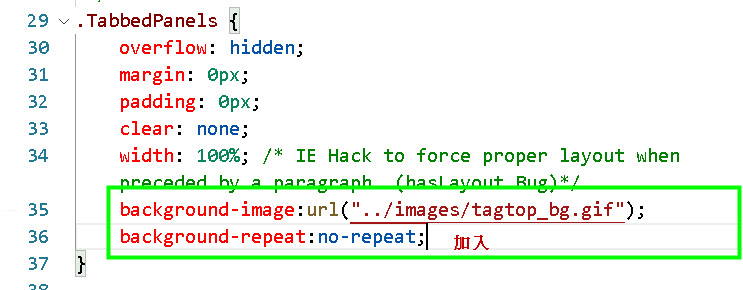 29 .TabbedPanels {
30 overflow: hidden;
31 margin: 0px;
32 padding: 0px;
33 clear: none;
34 width: 100%; /* IE Hack to force proper layout when
preceded by a paragraph. (hasLayout Bug)*/
35 background-image:url("../images/tagtop_bg.gif");
36 background-repeat:no-repeat; 加入
37 }
38